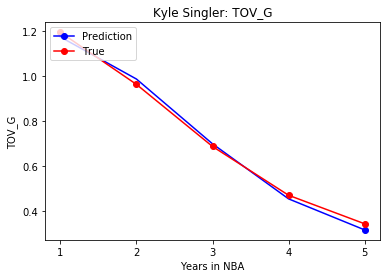 Kyle Singler: TOV_G
Prediction
True
TOV_G
1.2
1.0
0.8
0.6
0.4
1 2 3 4 5
Years in NBA